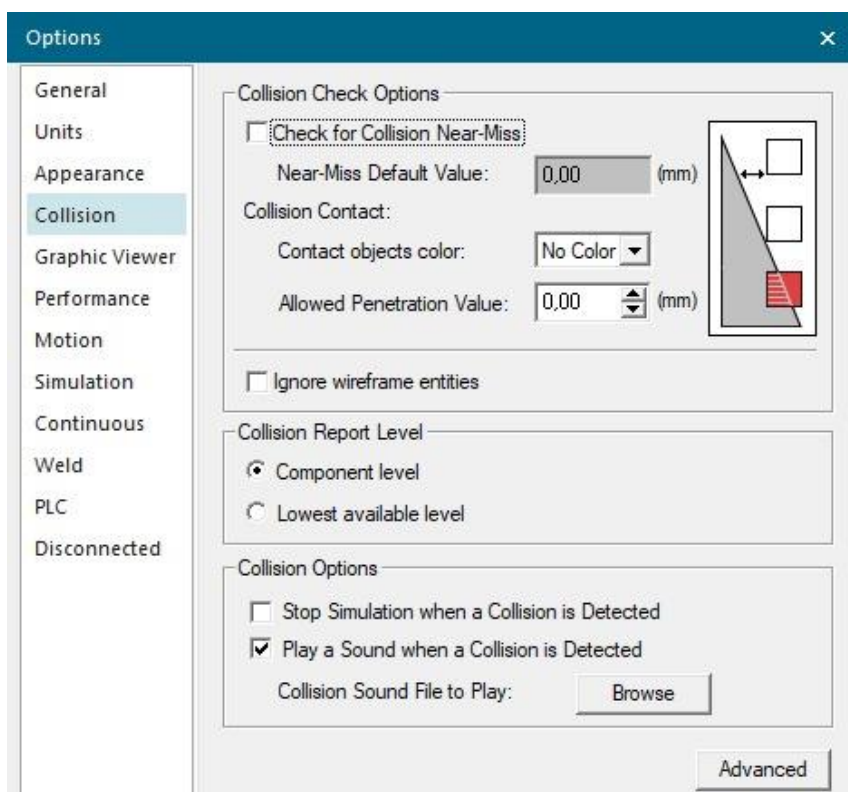 Options
General
Units
Appearance
Collision
Graphic Viewer
Performance
Motion
Simulation
Continuous
Weld
PLC
Disconnected
Collision Check Options
Check for Collision Near-Miss
Near-Miss Default Value: 0,00 (mm)
Collision Contact:
Contact objects color: No Color
Allowed Penetration Value: 0,00 (mm)
Ignore wireframe entities
Collision Report Level
Component level
Lowest available level
Collision Options
Stop Simulation when a Collision is Detected
Play a Sound when a Collision is Detected
Collision Sound File to Play: Browse
Advanced